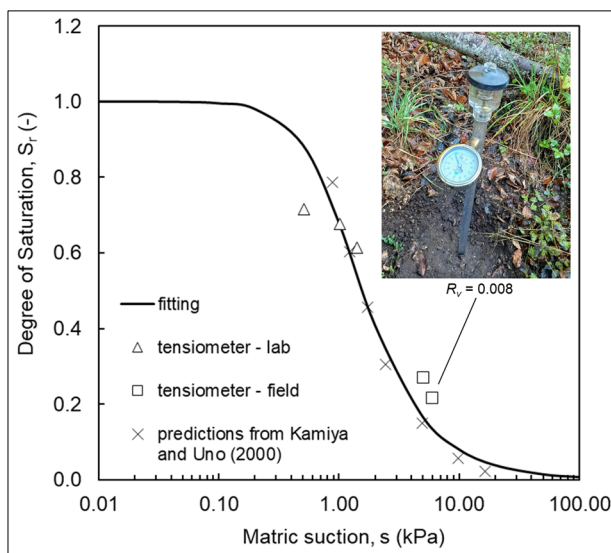 1.2
1.0
0.8
0.6
0.4
0.2
0.0
Degree of Saturation, Sr (-)
Rv = 0.008
fitting
tensiometer - lab
tensiometer - field
predictions from Kamiya
and Uno (2000)
0.01
0.10
1.00
10.00
100.00
Matric suction, s (kPa)